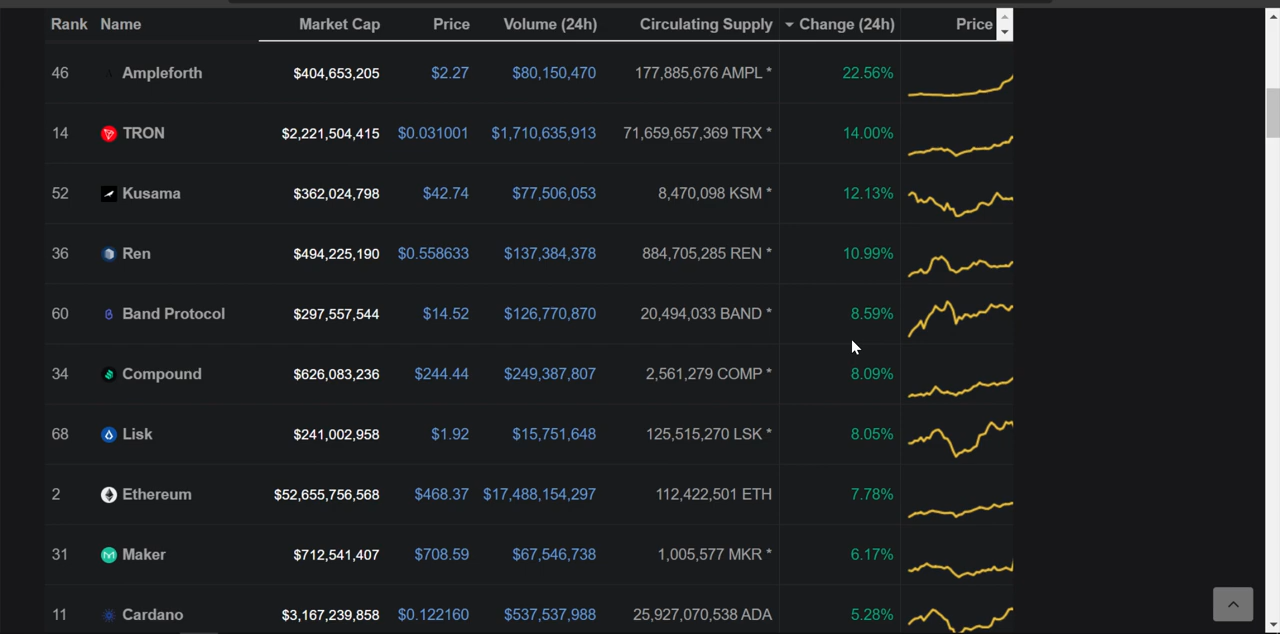 Rank Name Market Cap Price Volume (24h) Circulating Supply Change (24h) Price
46 Ampleforth $404,653,205 $2.27 $80,150,470 177,885,676 AMPL * 22.56%
14 TRON $2,221,504,415 $0.031001 $1,710,635,913 71,659,657,369 TRX * 14.00%
52 Kusama $362,024,798 $42.74 $77,506,053 8,470,098 KSM * 12.13%
36 Ren $494,225,190 $0.558633 $137,384,378 884,705,285 REN * 10.99%
60 Band Protocol $297,557,544 $14.52 $126,770,870 20,494,033 BAND * 8.59%
34 Compound $626,083,236 $244.44 $249,387,807 2,561,279 COMP * 8.09%
68 Lisk $241,002,958 $1.92 $15,751,648 125,515,270 LSK * 8.05%
2 Ethereum $52,655,756,568 $468.37 $17,488,154,297 112,422,501 ETH 7.78%
31 Maker $712,541,407 $708.59 $67,546,738 1,005,577 MKR * 6.17%
11 Cardano $3,167,239,858 $0.122160 $537,537,988 25,927,070,538 ADA 5.28%